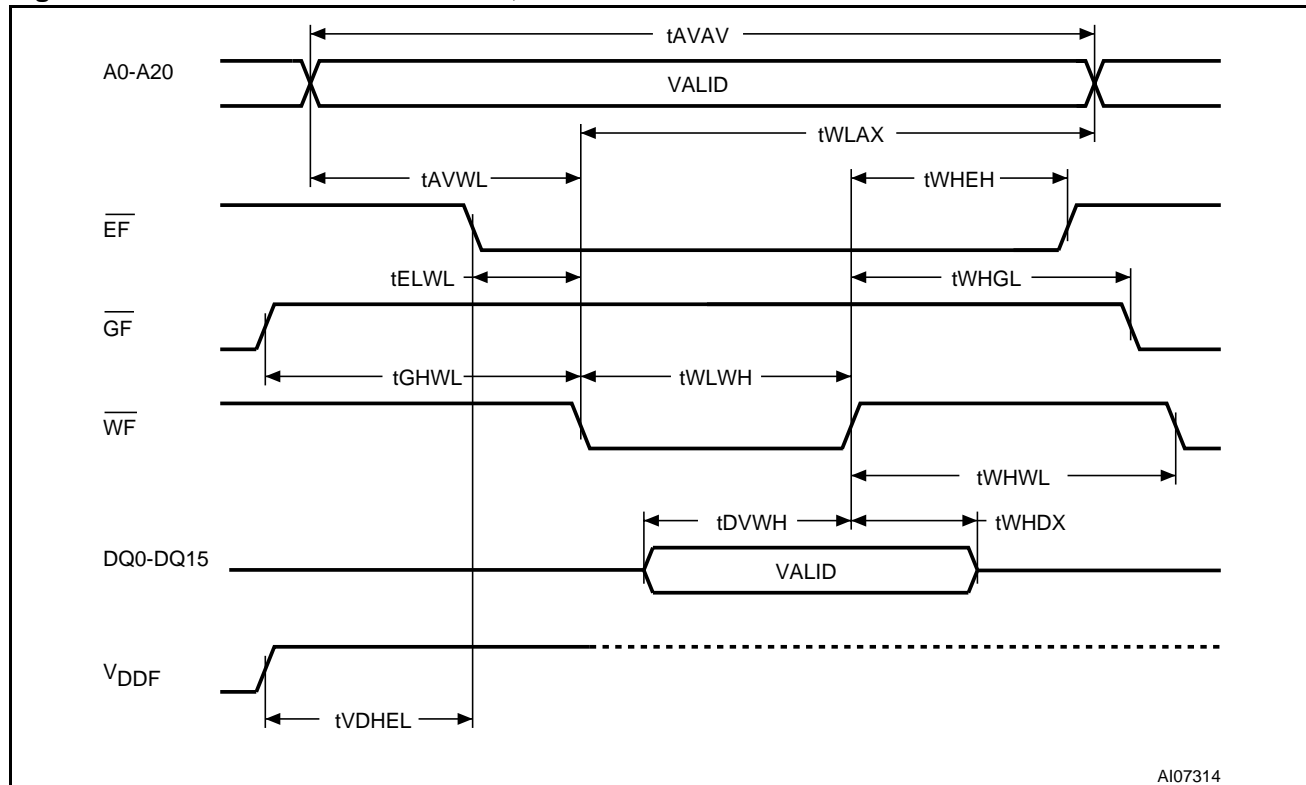 tAVAV
A0-A20
VALID
tWLAX
tAVWL
tWHEH
EF
tELWL
tWHGL
GF
tGHWL
tWLWH
WF
tWHWL
tDVWH
tWHDX
DQ0-DQ15
VALID
VDDF
tVDHEL
AI07314